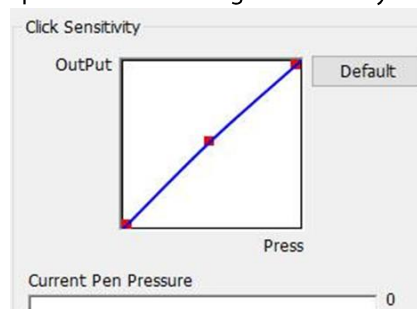 Click Sensitivity
OutPut
Default
Press
Current Pen Pressure
0